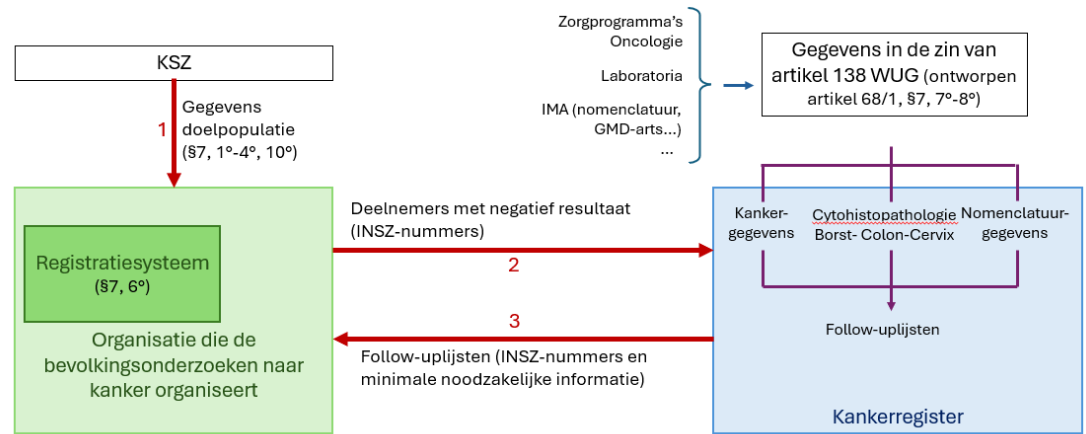 KSZ
1
Gegevens
doelpopulatie
(§7, 1°-4°, 10°)
Zorgprogramma's
Oncologie
Laboratoria
IMA (nomenclatuur,
GMD-arts...)
...
Gegevens in de zin van
artikel 138 WUG (ontworpen
artikel 68/1, §7, 7°-8°)
Registratiesysteem
(§7, 6°)
Organisatie die de
bevolkingsonderzoeken naar
kanker organiseert
Deelnemers met negatief resultaat
(INSZ-nummers)
2
3
Follow-uplijsten (INSZ-nummers en
minimale noodzakelijke informatie)
Kanker-
gegevens
Cytohistopathologie
Borst- Colon-Cervix
Nomenclatuur-
gegevens
Follow-uplijsten
Kankerregister